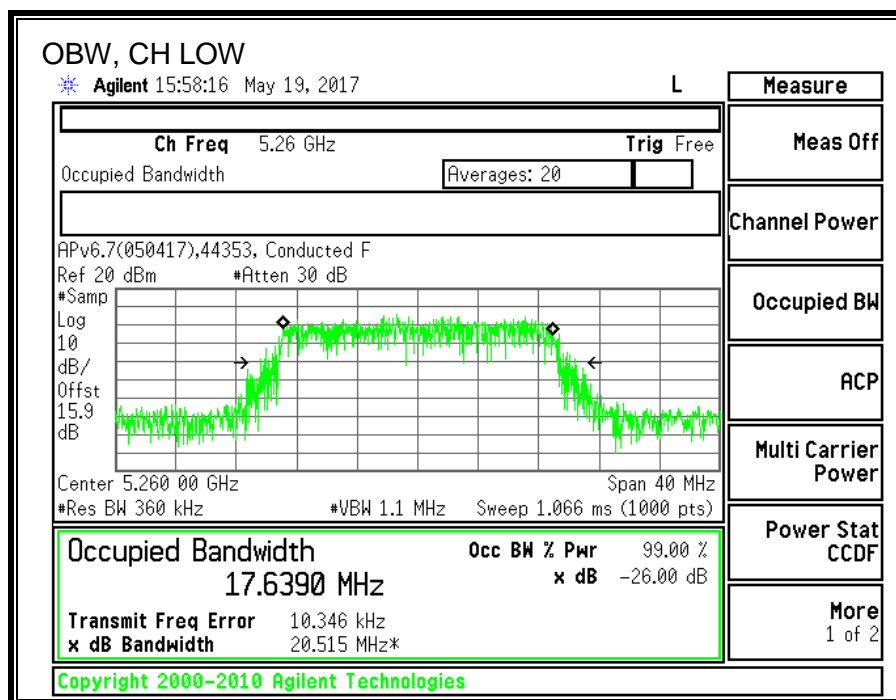 OBW, CH LOW
Agilent 15:58:16 May 19, 2017 L
Measure
Ch Freq 5.26 GHz Trig Free
Meas Off
Occupied Bandwidth Averages: 20
Channel Power
APv6.7(050417),44353, Conducted F
Ref 20 dBm #Atten 30 dB
#Samp
Log
10
dB/
Offst
15.9
dB
Occupied BW
ACP
Multi Carrier
Power
Center 5.260 00 GHz Span 40 MHz
#Res BW 360 kHz #VBW 1.1 MHz Sweep 1.066 ms (1000 pts)
Power Stat
CCDF
Occupied Bandwidth Occ BW % Pwr 99.00 %
17.6390 MHz x dB -26.00 dB
More
1 of 2
Transmit Freq Error 10.346 kHz
x dB Bandwidth 20.515 MHz*
Copyright 2000-2010 Agilent Technologies